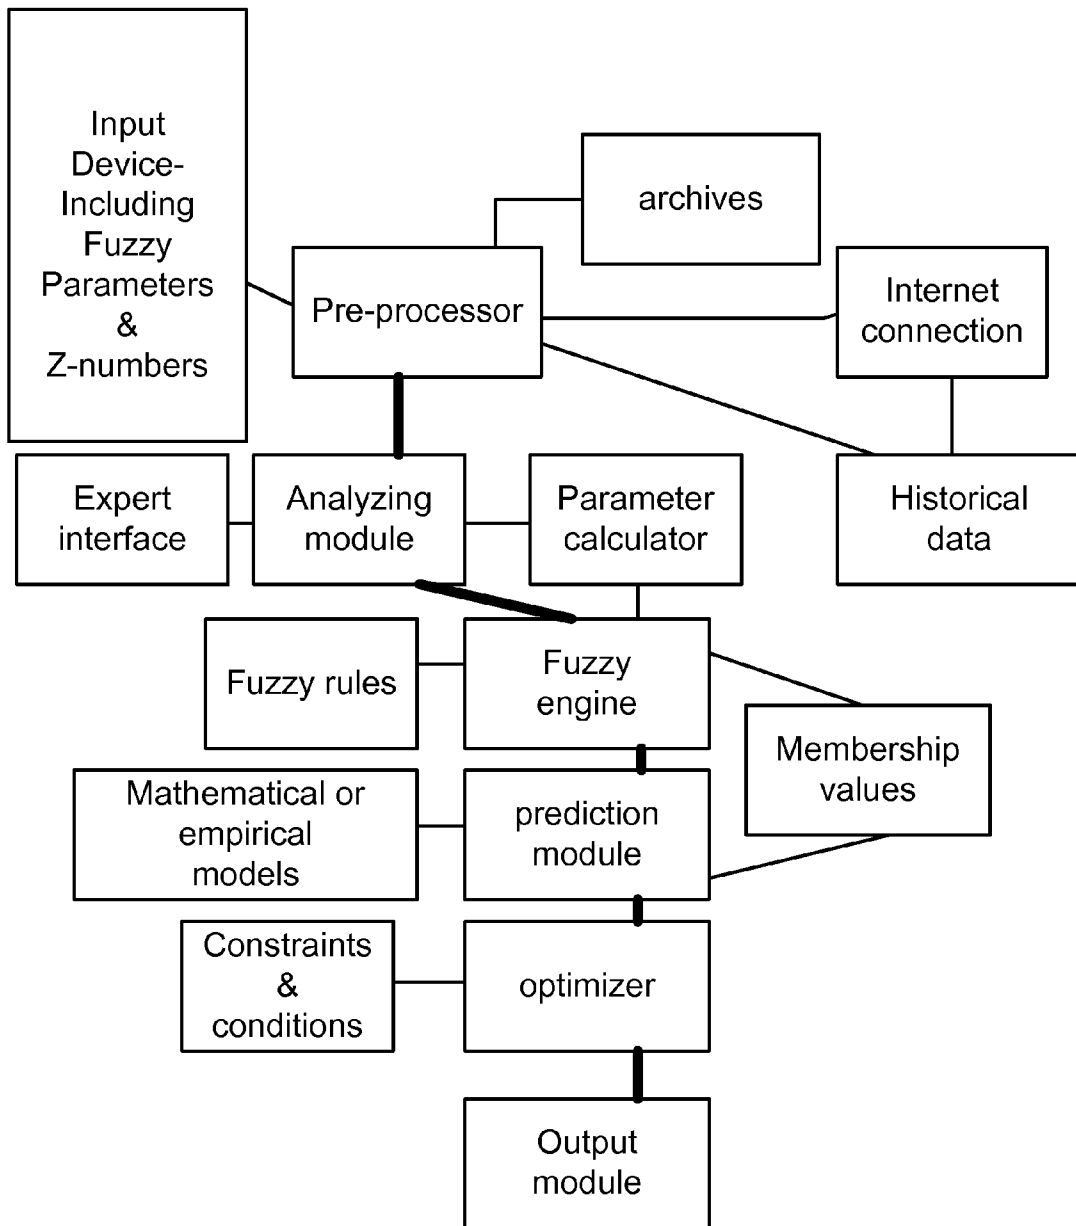 Input
Device-
Including
Fuzzy
Parameters
&
Z-numbers
archives
Pre-processor
Internet
connection
Expert
interface
Analyzing
module
Parameter
calculator
Historical
data
Fuzzy rules
Fuzzy
engine
Membership
values
Mathematical or
empirical
models
prediction
module
Constraints
&
conditions
optimizer
Output
module